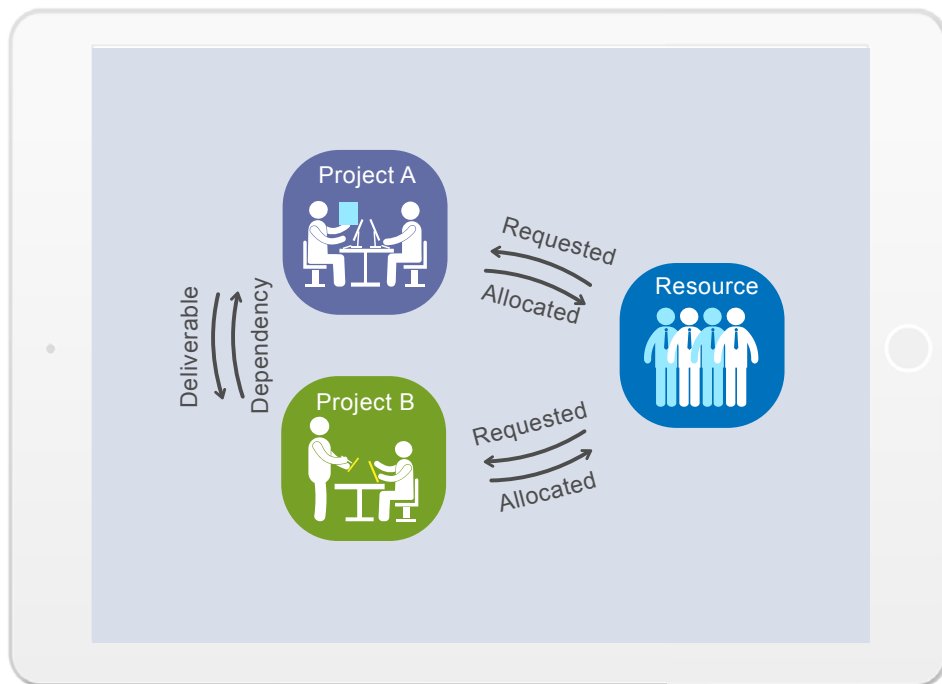 Project A
Requested
Allocated
Resource
Deliverable
Dependency
Project B
Requested
Allocated